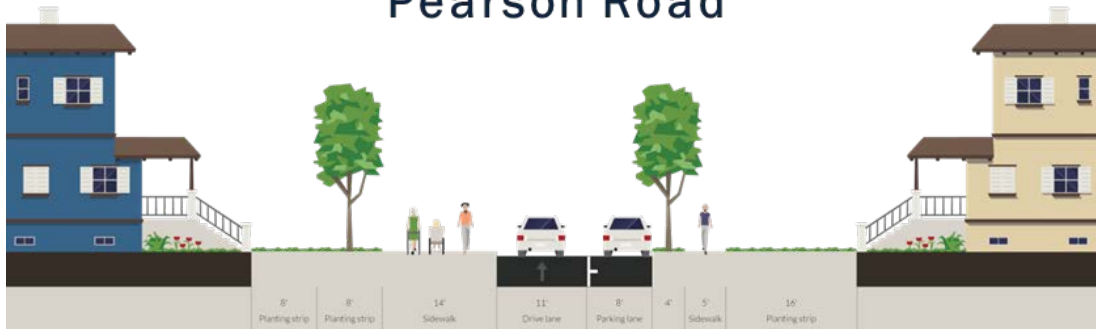 Pearson Road
8' 8' 14' 11' 8' 4' 5' 16'
Planting strip Planting strip Sidewalk Drive lane Parking lane Sidewalk Planting strip